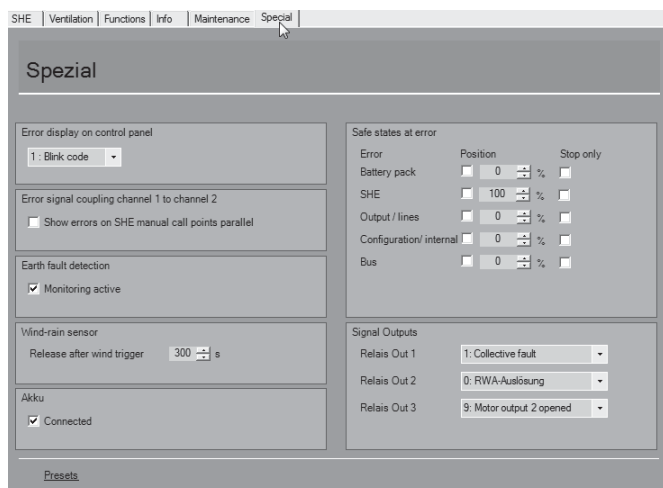 SHE Ventilation Functions Info Maintenance Special
Spezial
Error display on control panel
1 : Blink code
Error signal coupling channel 1 to channel 2
Show errors on SHE manual call points parallel
Earth fault detection
Monitoring active
Wind-rain sensor
Release after wind trigger 300 s
Akku
Connected
Safe states at error
Error Position Stop only
Battery pack 0 %
SHE 100 %
Output / lines 0 %
Configuration/ internal 0 %
Bus 0 %
Signal Outputs
Relais Out 1 1: Collective fault
Relais Out 2 0: RWA-Auslösung
Relais Out 3 9: Motor output 2 opened
Presets